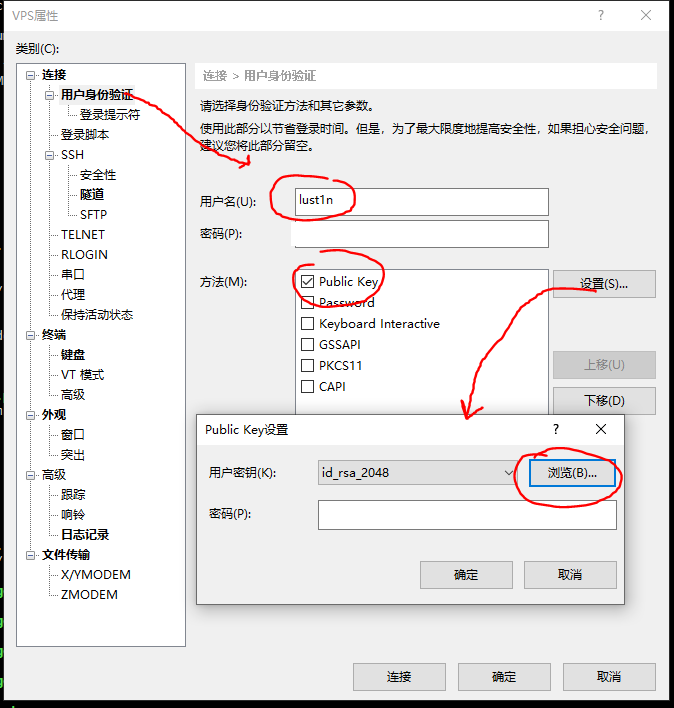 VPS属性
类别(C):
连接
用户身份验证
登录提示符
登录脚本
SSH
安全性
隧道
SFTP
TELNET
RLOGIN
串口
代理
保持活动状态
终端
键盘
VT 模式
高级
外观
窗口
突出
高级
跟踪
响铃
日志记录
文件传输
X/YMODEM
ZMODEM
连接 > 用户身份验证
请选择身份验证方法和其它参数。
使用此部分以节省登录时间。但是，为了最大限度地提高安全性，如果担心安全问题，
建议您将此部分留空。
用户名(U):
lust1n
密码(P):
方法(M):
Public Key
Password
Keyboard Interactive
GSSAPI
PKCS11
CAPI
设置(S)...
上移(U)
下移(D)
Public Key设置
用户密钥(K):
id_rsa_2048
浏览(B)...
密码(P):
确定
取消
连接
确定
取消